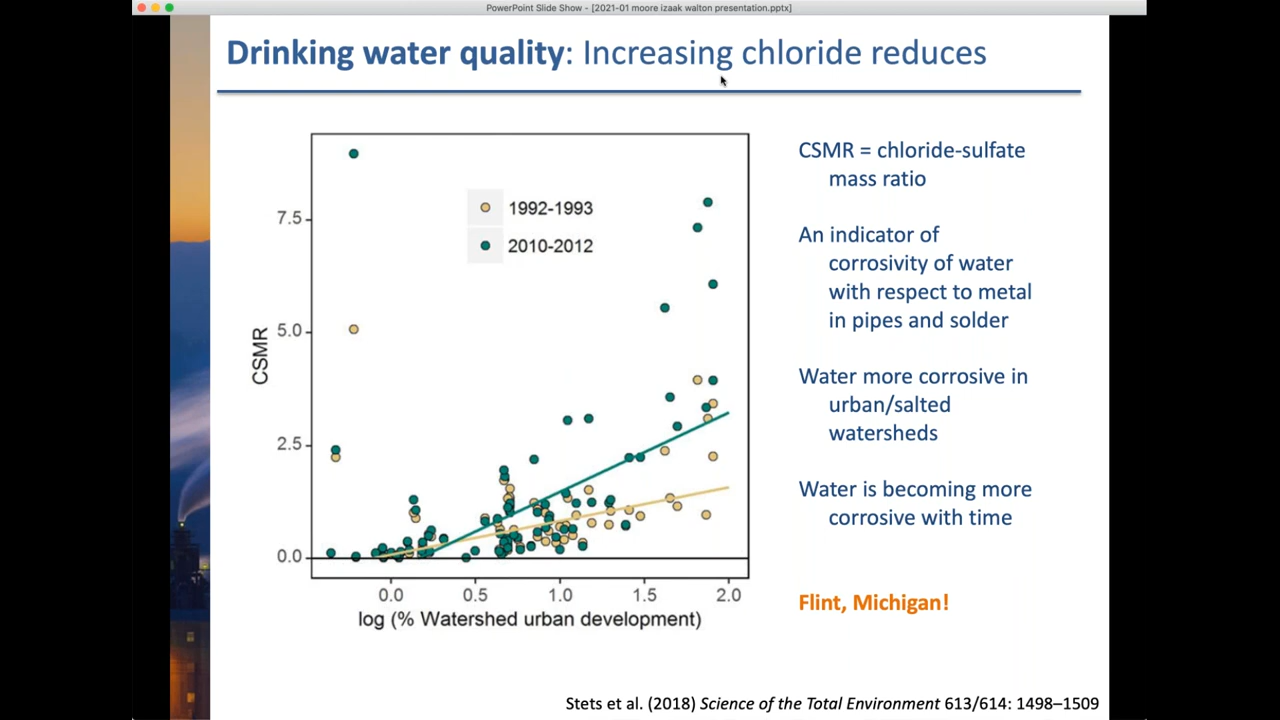 PowerPoint Slide Show - [2021-01 moore izaak walton presentation.pptx]
Drinking water quality: Increasing chloride reduces
CSMR = chloride-sulfate
mass ratio
An indicator of
corrosivity of water
with respect to metal
in pipes and solder
Water more corrosive in
urban/salted
watersheds
Water is becoming more
corrosive with time
Flint, Michigan!
1992-1993
2010-2012
CSMR
7.5
5.0
2.5
0.0
0.0 0.5 1.0 1.5 2.0
log (% Watershed urban development)
Stets et al. (2018) Science of the Total Environment 613/614: 1498–1509